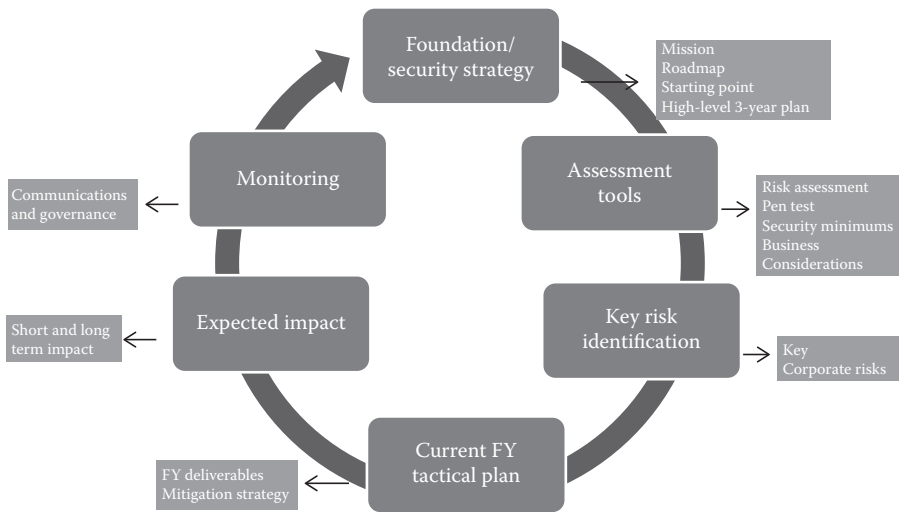 Foundation/
security strategy
Mission
Roadmap
Starting point
High-level 3-year plan
Assessment
tools
Risk assessment
Pen test
Security minimums
Business
Considerations
Key risk
identification
Key
Corporate risks
Current FY
tactical plan
FY deliverables
Mitigation strategy
Expected impact
Short and long
term impact
Monitoring
Communications
and governance